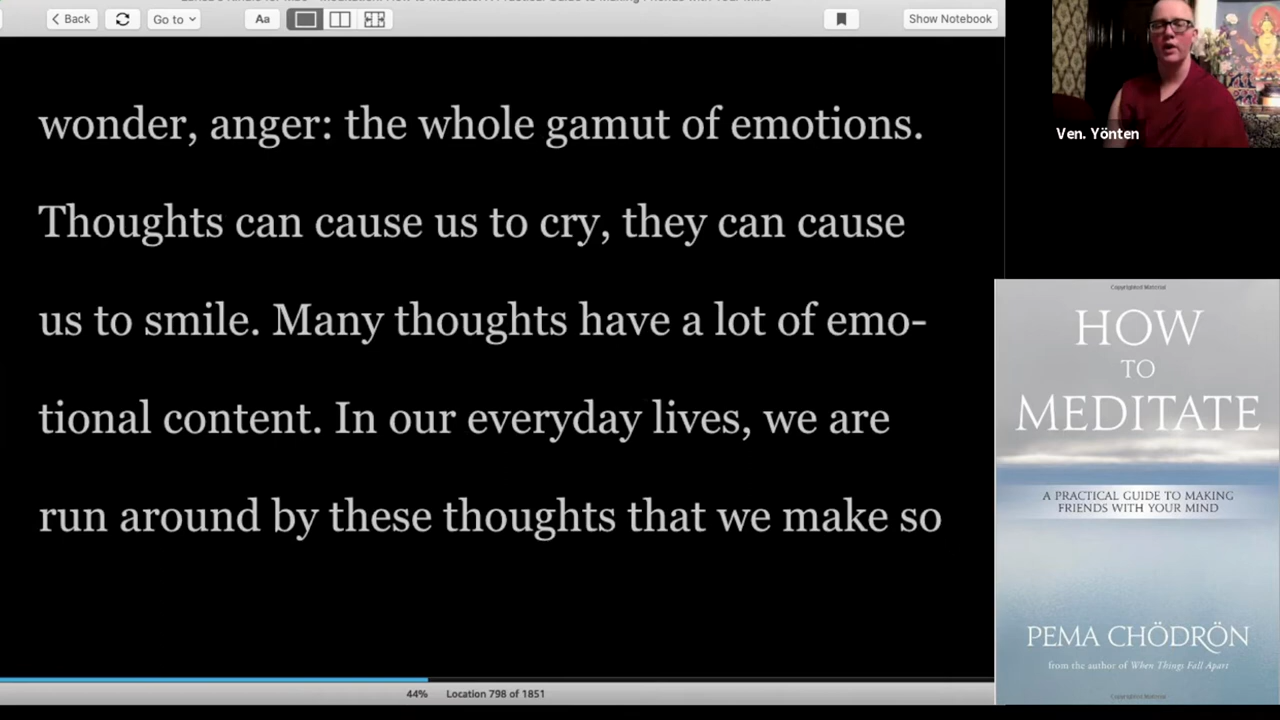 Back
Go to
Aa
Show Notebook
wonder, anger: the whole gamut of emotions.
Thoughts can cause us to cry, they can cause
us to smile. Many thoughts have a lot of emo-
tional content. In our everyday lives, we are
run around by these thoughts that we make so
44%
Location 798 of 1851
Ven. Yönten
Copyrighted Material
HOW
TO
MEDITATE
A PRACTICAL GUIDE TO MAKING
FRIENDS WITH YOUR MIND
PEMA CHÖDRÖN
from the author of When Things Fall Apart
Copyrighted Material